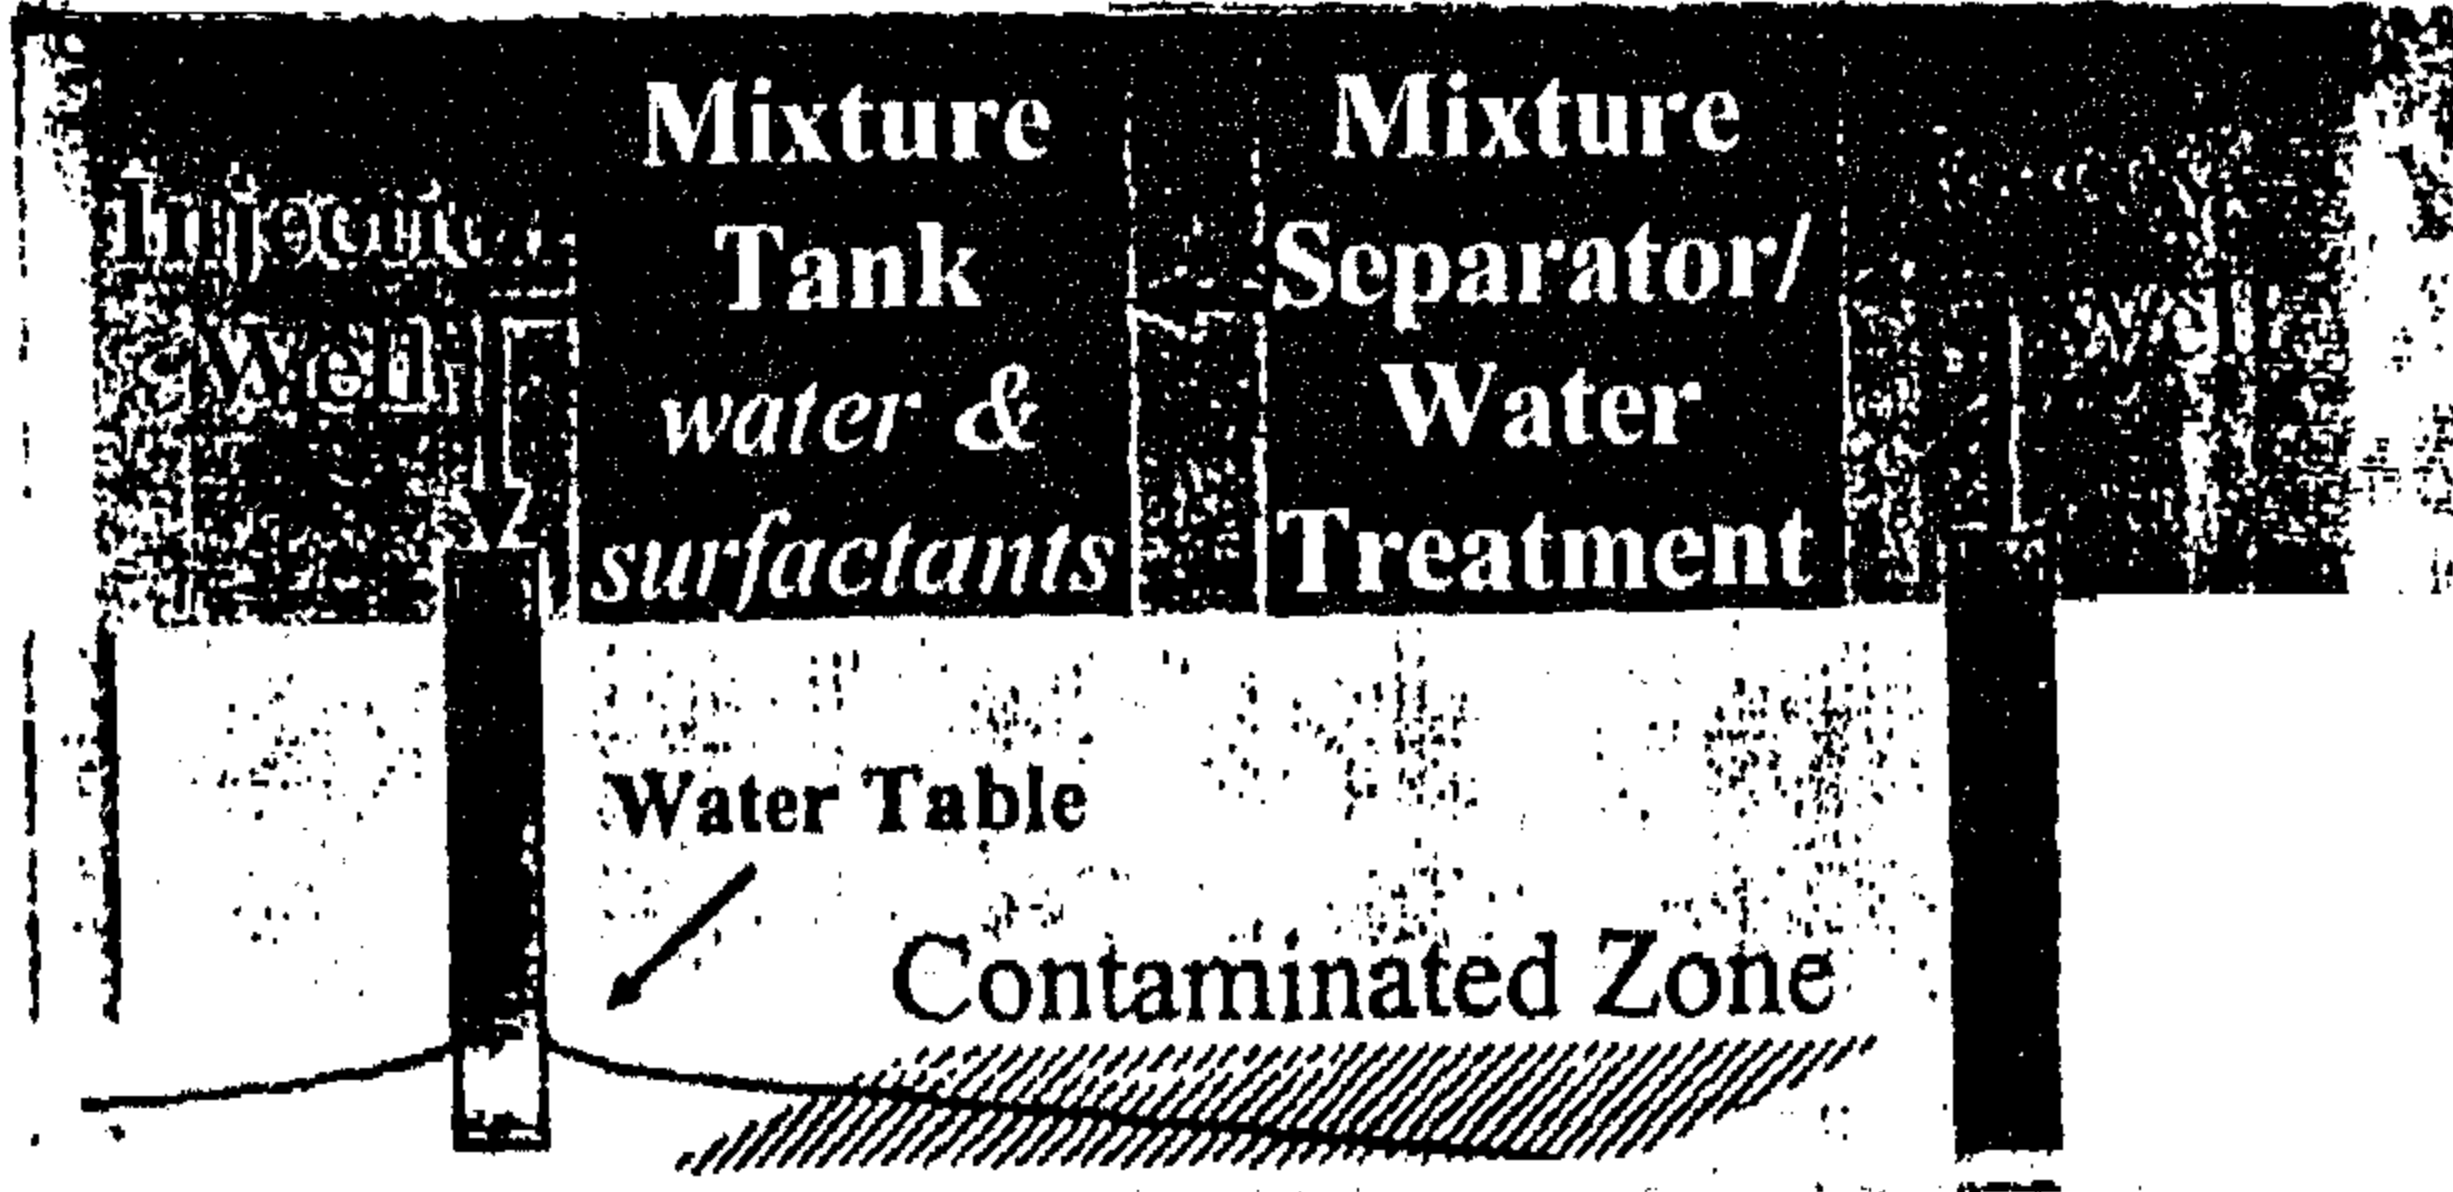 Injection
Well
Mixture
Tank
water &
surfactants
Mixture
Separator/
Water
Treatment
Well
Water Table
Contaminated Zone